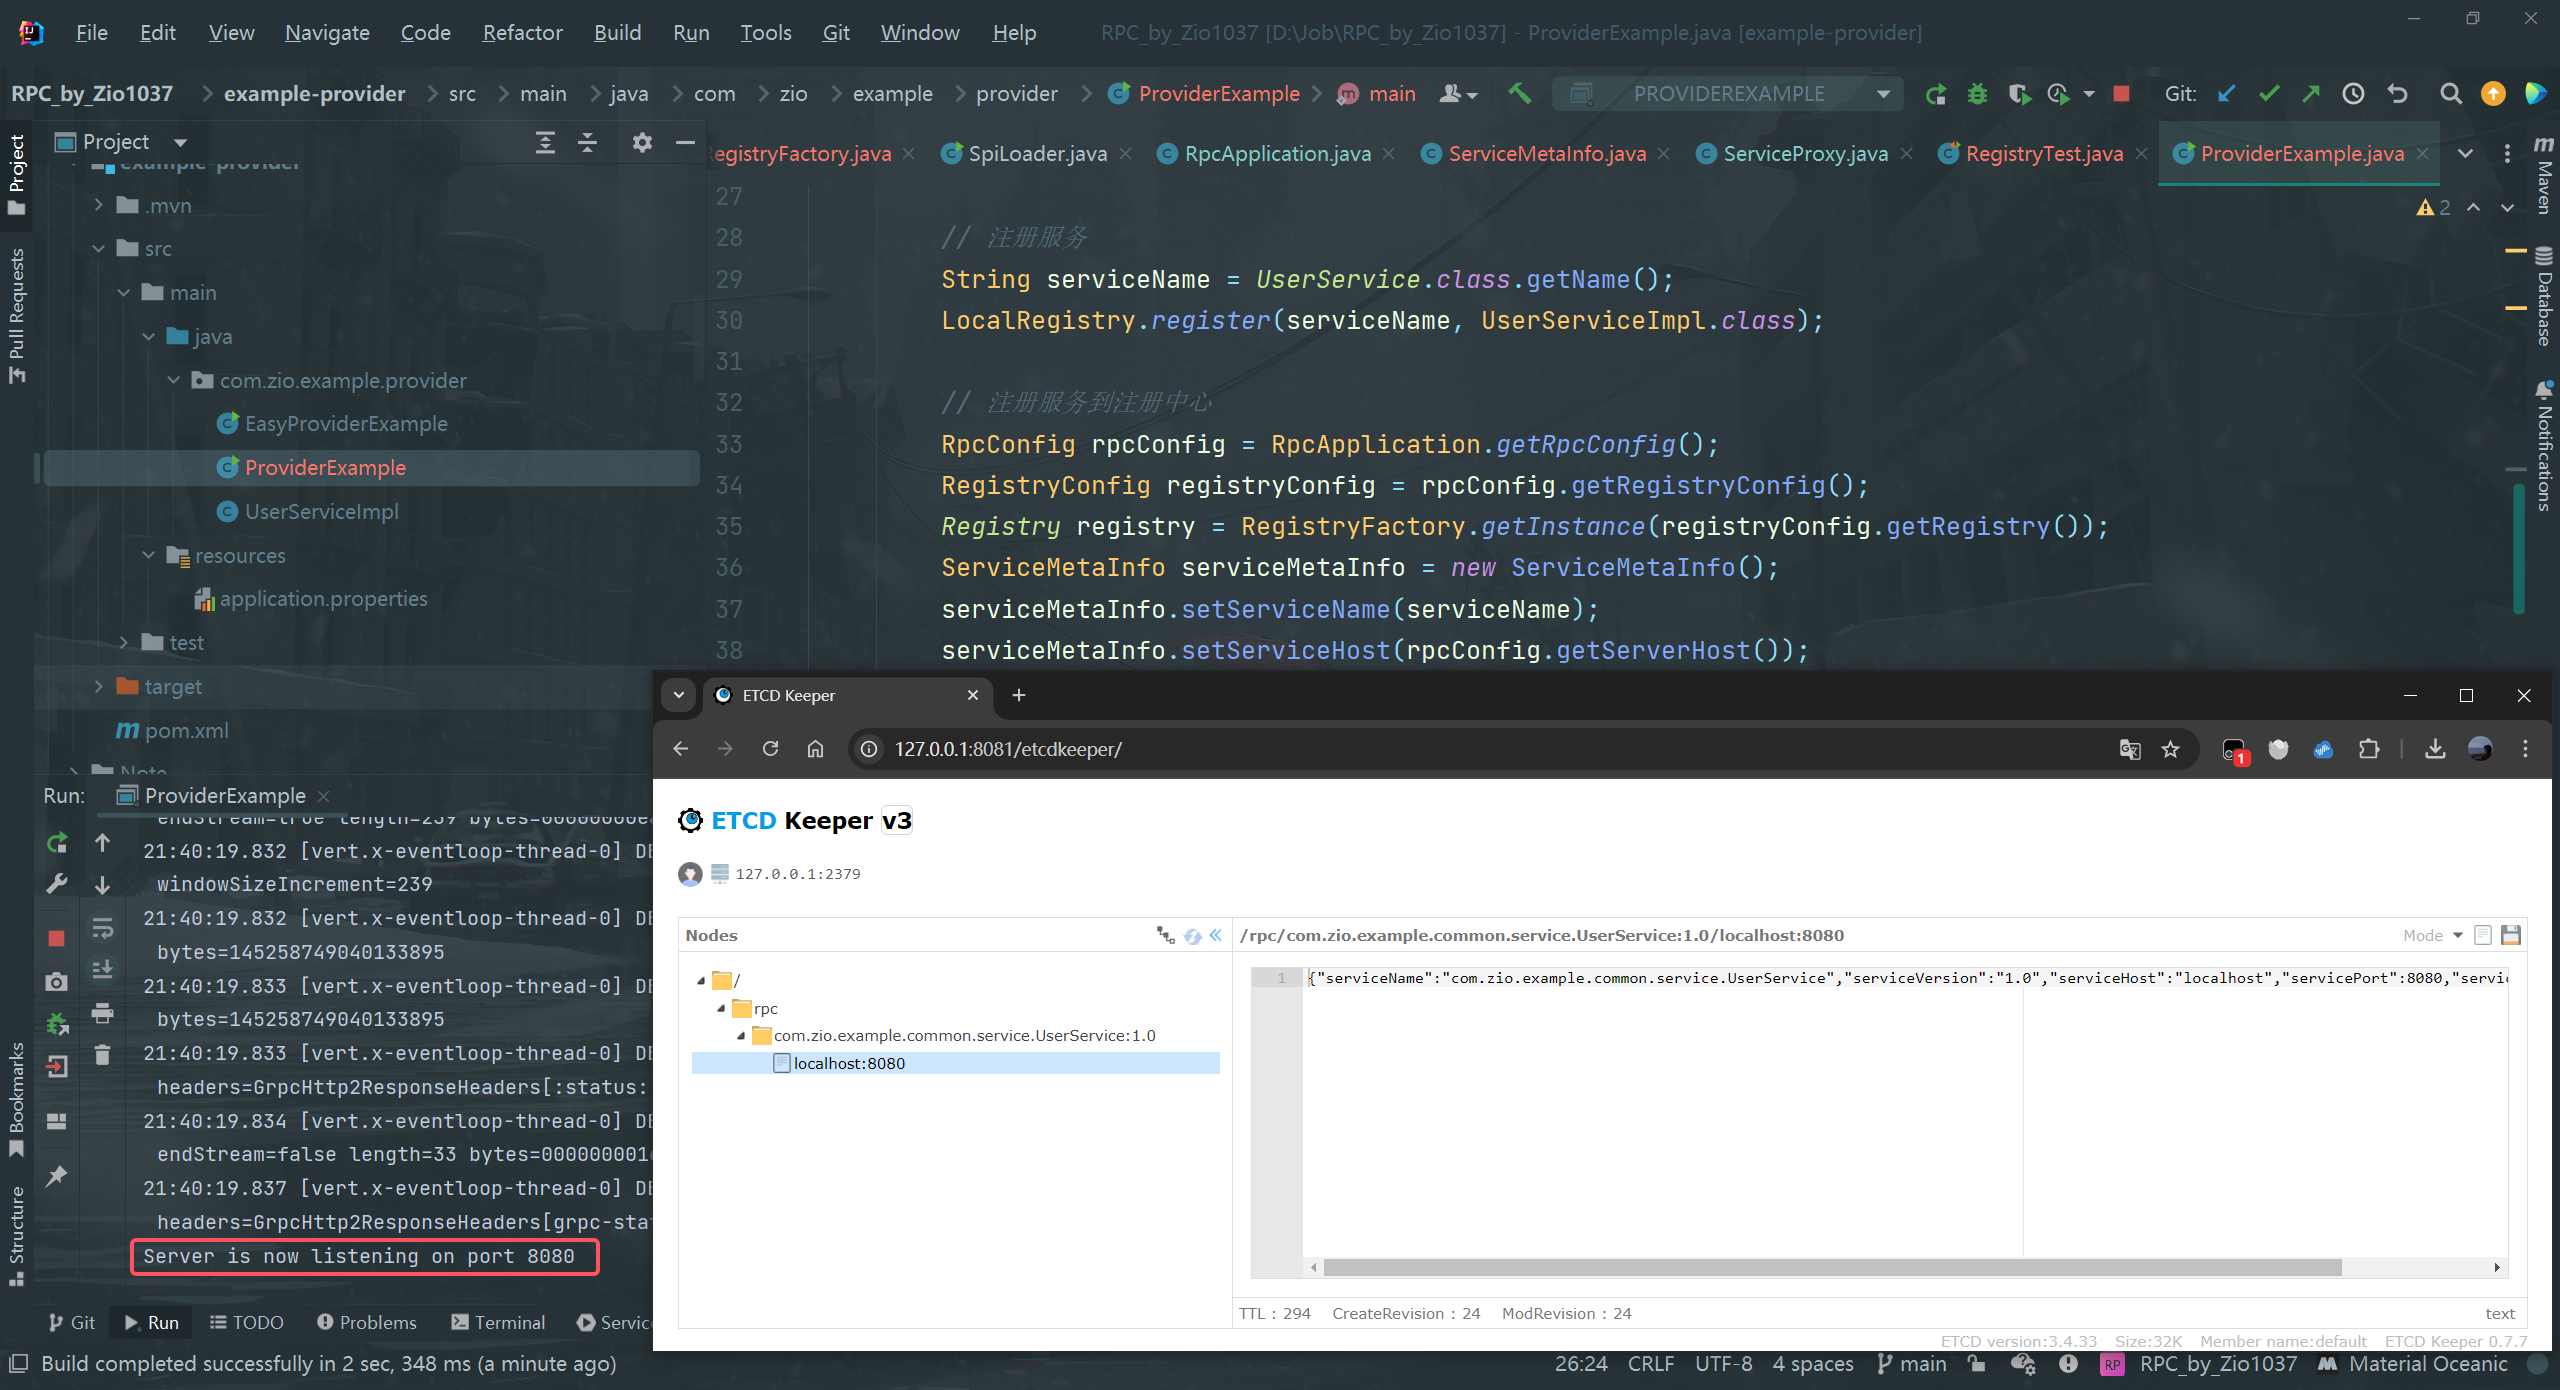 File Edit View Navigate Code Refactor Build Run Tools Git Window Help RPC_by_Zio1037 [D:\Job\RPC_by_Zio1037] - ProviderExample.java [example-provider]
RPC_by_Zio1037 example-provider src main java com zio example provider ProviderExample main PROVIDEREXAMPLE Git:
Project
egistryFactory.java SpiLoader.java RpcApplication.java ServiceMetaInfo.java ServiceProxy.java RegistryTest.java ProviderExample.java
2
Project
Pull Requests
Bookmarks
Structure
Maven
Database
Notifications
example-provider
.mvn
src
main
java
com.zio.example.provider
EasyProviderExample
ProviderExample
UserServiceImpl
resources
application.properties
test
target
pom.xml
Note
27
28 // 注册服务
29 String serviceName = UserService.class.getName();
30 LocalRegistry.register(serviceName, UserServiceImpl.class);
31
32 // 注册服务到注册中心
33 RpcConfig rpcConfig = RpcApplication.getRpcConfig();
34 RegistryConfig registryConfig = rpcConfig.getRegistryConfig();
35 Registry registry = RegistryFactory.getInstance(registryConfig.getRegistry());
36 ServiceMetaInfo serviceMetaInfo = new ServiceMetaInfo();
37 serviceMetaInfo.setServiceName(serviceName);
38 serviceMetaInfo.setServiceHost(rpcConfig.getServerHost());
Run: ProviderExample
endStream=true length=239
21:40:19.832 [vert.x-eventloop-thread-0] DE
windowSizeIncrement=239
21:40:19.832 [vert.x-eventloop-thread-0] DE
bytes=145258749040133895
21:40:19.833 [vert.x-eventloop-thread-0] DE
bytes=145258749040133895
21:40:19.833 [vert.x-eventloop-thread-0] DE
headers=GrpcHttp2ResponseHeaders[:status:
21:40:19.834 [vert.x-eventloop-thread-0] DE
endStream=false length=33 bytes=000000001
21:40:19.837 [vert.x-eventloop-thread-0] DE
headers=GrpcHttp2ResponseHeaders[grpc-sta
Server is now listening on port 8080
ETCD Keeper
127.0.0.1:8081/etcdkeeper/
1
ETCD Keeper v3
127.0.0.1:2379
Nodes
/
rpc
com.zio.example.common.service.UserService:1.0
localhost:8080
/rpc/com.zio.example.common.service.UserService:1.0/localhost:8080 Mode
1 {"serviceName":"com.zio.example.common.service.UserService","serviceVersion":"1.0","serviceHost":"localhost","servicePort":8080,"servic
TTL : 294 CreateRevision : 24 ModRevision : 24 text
ETCD version:3.4.33 Size:32K Member name:default ETCD Keeper 0.7.7
Git Run TODO Problems Terminal Servic
Build completed successfully in 2 sec, 348 ms (a minute ago) 26:24 CRLF UTF-8 4 spaces main RP RPC_by_Zio1037 Material Oceanic